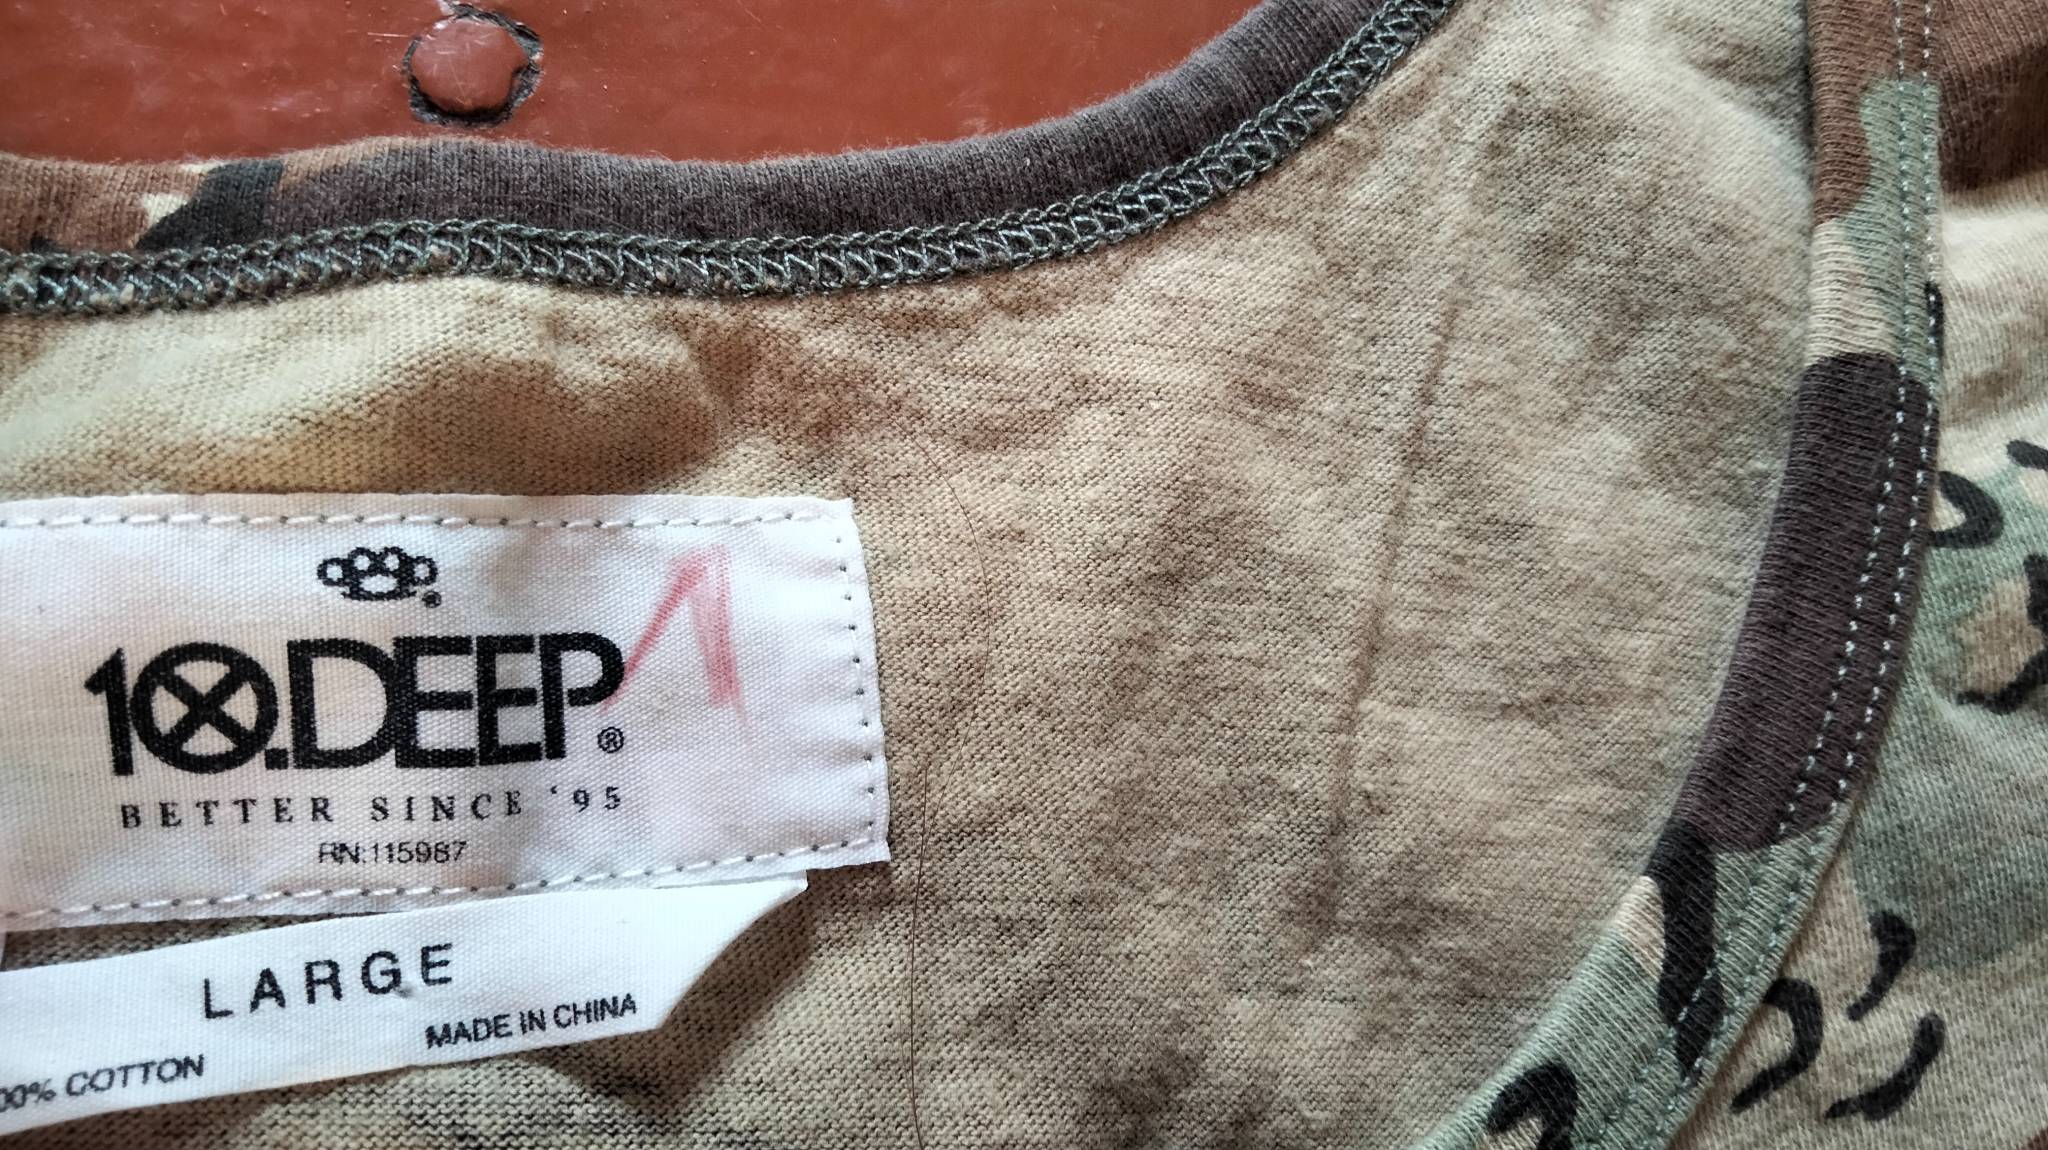 10.DEEP®
BETTER SINCE '95
RN:115987
LARGE
MADE IN CHINA
00% COTTON